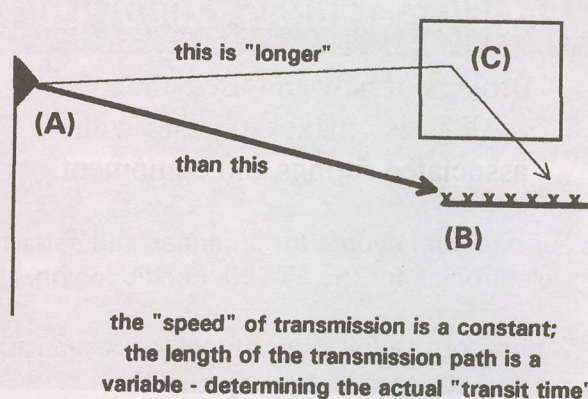 this is "longer"
(C)
(A)
than this
x x x x x x x
(B)
the "speed" of transmission is a constant;
the length of the transmission path is a
variable - determining the actual "transit time"